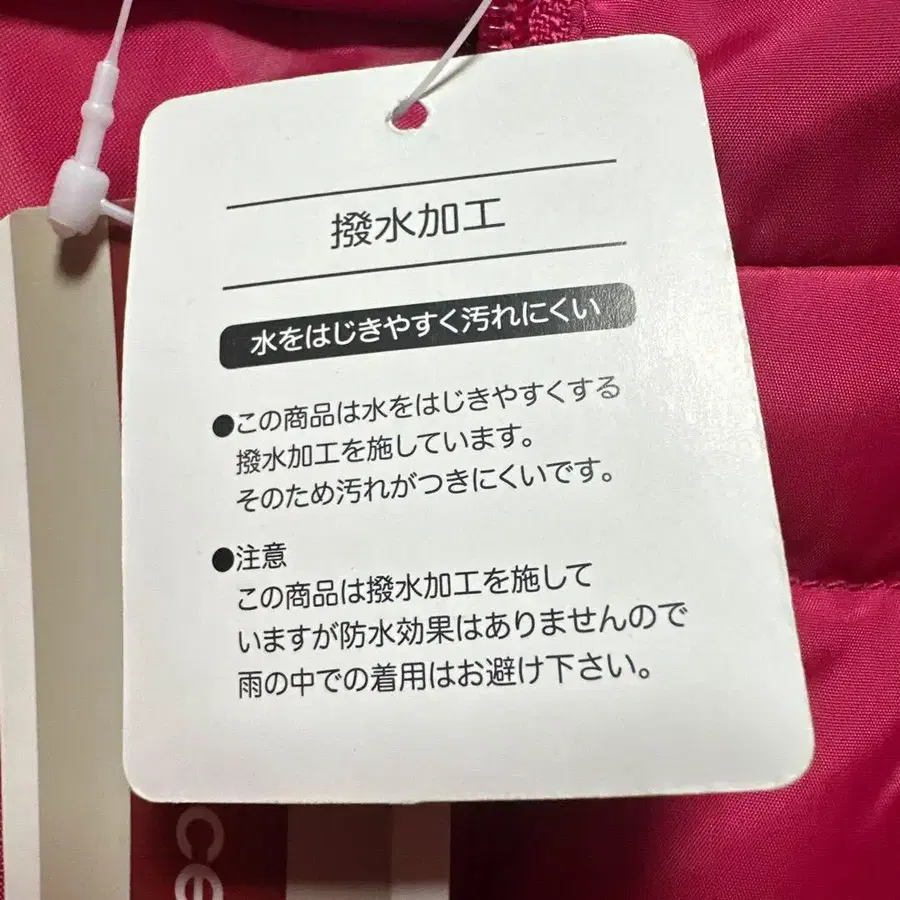 撥水加工
水をはじきやすく汚れにくい
●この商品は水をはじきやすくする
撥水加工を施しています。
そのため汚れがつきにくいです。
●注意
この商品は撥水加工を施して
いますが防水効果はありませんので
雨の中での着用はお避け下さい。
ce